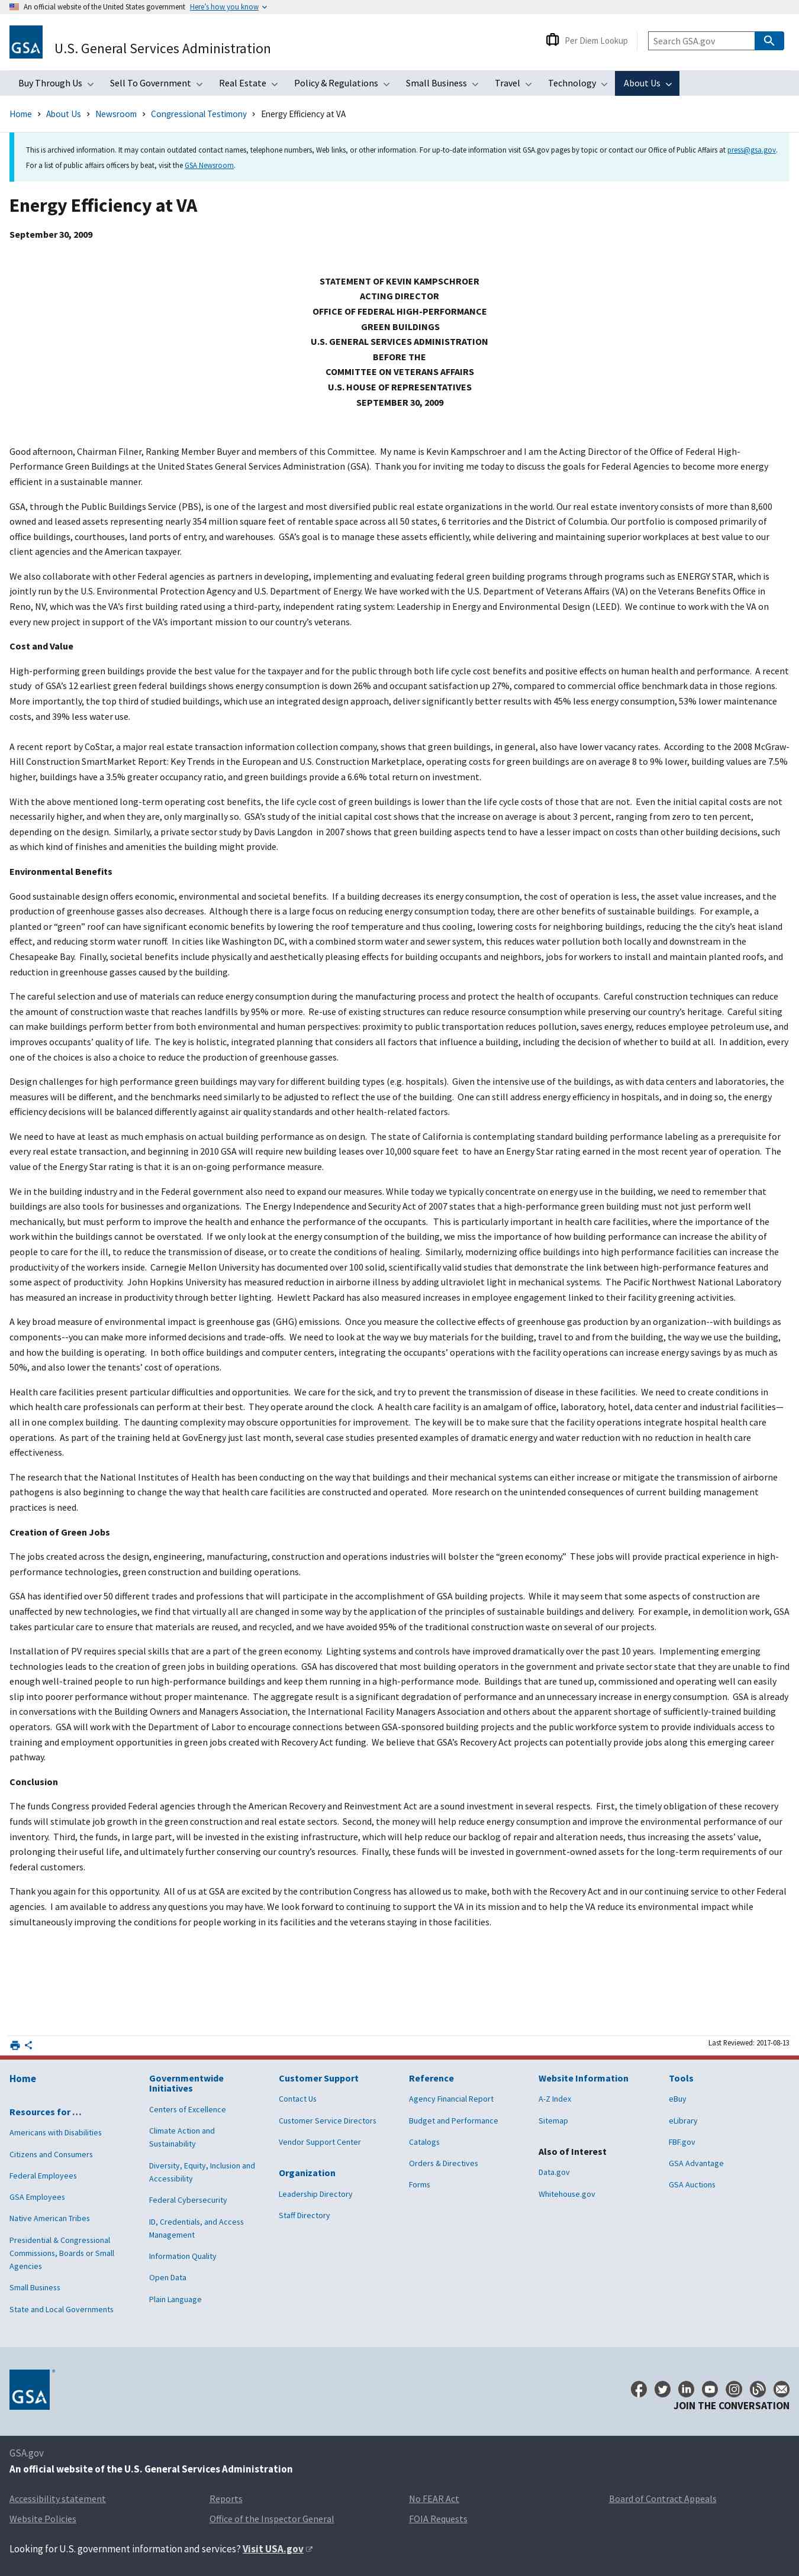 An official website of the United States government Here's how you know
GSA U.S. General Services Administration
Per Diem Lookup
Search GSA.gov
Buy Through Us Sell To Government Real Estate Policy & Regulations Small Business Travel Technology About Us
Home › About Us › Newsroom › Congressional Testimony › Energy Efficiency at VA
This is archived information. It may contain outdated contact names, telephone numbers, Web links, or other information. For up-to-date information visit GSA.gov pages by topic or contact our Office of Public Affairs at press@gsa.gov.
For a list of public affairs officers by beat, visit the GSA Newsroom.
Energy Efficiency at VA
September 30, 2009
STATEMENT OF KEVIN KAMPSCHROER
ACTING DIRECTOR
OFFICE OF FEDERAL HIGH-PERFORMANCE
GREEN BUILDINGS
U.S. GENERAL SERVICES ADMINISTRATION
BEFORE THE
COMMITTEE ON VETERANS AFFAIRS
U.S. HOUSE OF REPRESENTATIVES
SEPTEMBER 30, 2009
Good afternoon, Chairman Filner, Ranking Member Buyer and members of this Committee. My name is Kevin Kampschroer and I am the Acting Director of the Office of Federal High-
Performance Green Buildings at the United States General Services Administration (GSA). Thank you for inviting me today to discuss the goals for Federal Agencies to become more energy
efficient in a sustainable manner.
GSA, through the Public Buildings Service (PBS), is one of the largest and most diversified public real estate organizations in the world. Our real estate inventory consists of more than 8,600
owned and leased assets representing nearly 354 million square feet of rentable space across all 50 states, 6 territories and the District of Columbia. Our portfolio is composed primarily of office
buildings, courthouses, land ports of entry, and warehouses. GSA's goal is to manage these assets efficiently, while delivering and maintaining superior workplaces at best value to our client
agencies and the American taxpayer.
We also collaborate with other Federal agencies as partners in developing, implementing and evaluating federal green building programs through programs such as ENERGY STAR, which is
jointly run by the U.S. Environmental Protection Agency and U.S. Department of Energy. We have worked with the U.S. Department of Veterans Affairs (VA) on the Veterans Benefits Office in
Reno, NV, which was the VA's first building rated using a third-party, independent rating system: Leadership in Energy and Environmental Design (LEED). We continue to work with the VA on
every new project in support of the VA's important mission to our country's veterans.
Cost and Value
High-performing green buildings provide the best value for the taxpayer and for the public through both life cycle cost benefits and positive effects on human health and performance. A recent
study of GSA's 12 earliest green federal buildings shows energy consumption is down 26% and occupant satisfaction up 27%, compared to commercial office benchmark data in those regions.
More importantly, the top third of studied buildings, which use an integrated design approach, deliver significantly better results with 45% less energy consumption, 53% lower maintenance
costs, and 39% less water use.
A recent report by CoStar, a major real estate transaction information collection company, shows that green buildings, in general, also have lower vacancy rates. According to the 2008 McGraw-
Hill Construction SmartMarket Report: Key Trends in the European and U.S. Construction Marketplace, operating costs for green buildings are on average 8 to 9% lower, building values are 7.5%
higher, buildings have a 3.5% greater occupancy ratio, and green buildings provide a 6.6% total return on investment.
With the above mentioned long-term operating cost benefits, the life cycle cost of green buildings is lower than the life cycle costs of those that are not. Even the initial capital costs are not
necessarily higher, and when they are, only marginally so. GSA's study of the initial capital cost shows that the increase on average is about 3 percent, ranging from zero to ten percent,
depending on the design. Similarly, a private sector study by Davis Langdon in 2007 shows that green building aspects tend to have a lesser impact on costs than other building decisions, such
as which kind of finishes and amenities the building might provide.
Environmental Benefits
Good sustainable design offers economic, environmental and societal benefits. If a building decreases its energy consumption, the cost of operation is less, the asset value increases, and the
production of greenhouse gasses also decreases. Although there is a large focus on reducing energy consumption today, there are other benefits of sustainable buildings. For example, a
planted or “green” roof can have significant economic benefits by lowering the roof temperature and thus cooling, lowering costs for neighboring buildings, reducing the the city's heat island
effect, and reducing storm water runoff. In cities like Washington DC, with a combined storm water and sewer system, this reduces water pollution both locally and downstream in the
Chesapeake Bay. Finally, societal benefits include physically and aesthetically pleasing effects for building occupants and neighbors, jobs for workers to install and maintain planted roofs, and
reduction in greenhouse gasses caused by the building.
The careful selection and use of materials can reduce energy consumption during the manufacturing process and protect the health of occupants. Careful construction techniques can reduce
the amount of construction waste that reaches landfills by 95% or more. Re-use of existing structures can reduce resource consumption while preserving our country's heritage. Careful siting
can make buildings perform better from both environmental and human perspectives: proximity to public transportation reduces pollution, saves energy, reduces employee petroleum use, and
improves occupants' quality of life. The key is holistic, integrated planning that considers all factors that influence a building, including the decision of whether to build at all. In addition, every
one of the choices is also a choice to reduce the production of greenhouse gasses.
Design challenges for high performance green buildings may vary for different building types (e.g. hospitals). Given the intensive use of the buildings, as with data centers and laboratories, the
measures will be different, and the benchmarks need similarly to be adjusted to reflect the use of the building. One can still address energy efficiency in hospitals, and in doing so, the energy
efficiency decisions will be balanced differently against air quality standards and other health-related factors.
We need to have at least as much emphasis on actual building performance as on design. The state of California is contemplating standard building performance labeling as a prerequisite for
every real estate transaction, and beginning in 2010 GSA will require new building leases over 10,000 square feet to have an Energy Star rating earned in the most recent year of operation. The
value of the Energy Star rating is that it is an on-going performance measure.
We in the building industry and in the Federal government also need to expand our measures. While today we typically concentrate on energy use in the building, we need to remember that
buildings are also tools for businesses and organizations. The Energy Independence and Security Act of 2007 states that a high-performance green building must not just perform well
mechanically, but must perform to improve health and enhance the performance of the occupants. This is particularly important in health care facilities, where the importance of the
work within the buildings cannot be overstated. If we only look at the energy consumption of the building, we miss the importance of how building performance can increase the ability of
people to care for the ill, to reduce the transmission of disease, or to create the conditions of healing. Similarly, modernizing office buildings into high performance facilities can increase the
productivity of the workers inside. Carnegie Mellon University has documented over 100 solid, scientifically valid studies that demonstrate the link between high-performance features and
some aspect of productivity. John Hopkins University has measured reduction in airborne illness by adding ultraviolet light in mechanical systems. The Pacific Northwest National Laboratory
has measured an increase in productivity through better lighting. Hewlett Packard has also measured increases in employee engagement linked to their facility greening activities.
A key broad measure of environmental impact is greenhouse gas (GHG) emissions. Once you measure the collective effects of greenhouse gas production by an organization--with buildings as
components--you can make more informed decisions and trade-offs. We need to look at the way we buy materials for the building, travel to and from the building, the way we use the building,
and how the building is operating. In both office buildings and computer centers, integrating the occupants' operations with the facility operations can increase energy savings by as much as
50%, and also lower the tenants' cost of operations.
Health care facilities present particular difficulties and opportunities. We care for the sick, and try to prevent the transmission of disease in these facilities. We need to create conditions in
which health care professionals can perform at their best. They operate around the clock. A health care facility is an amalgam of office, laboratory, hotel, data center and industrial facilities—
all in one complex building. The daunting complexity may obscure opportunities for improvement. The key will be to make sure that the facility operations integrate hospital health care
operations. As part of the training held at GovEnergy just last month, several case studies presented examples of dramatic energy and water reduction with no reduction in health care
effectiveness.
The research that the National Institutes of Health has been conducting on the way that buildings and their mechanical systems can either increase or mitigate the transmission of airborne
pathogens is also beginning to change the way that health care facilities are constructed and operated. More research on the unintended consequences of current building management
practices is need.
Creation of Green Jobs
The jobs created across the design, engineering, manufacturing, construction and operations industries will bolster the “green economy.” These jobs will provide practical experience in high-
performance technologies, green construction and building operations.
GSA has identified over 50 different trades and professions that will participate in the accomplishment of GSA building projects. While it may seem that some aspects of construction are
unaffected by new technologies, we find that virtually all are changed in some way by the application of the principles of sustainable buildings and delivery. For example, in demolition work, GSA
takes particular care to ensure that materials are reused, and recycled, and we have avoided 95% of the traditional construction waste on several of our projects.
Installation of PV requires special skills that are a part of the green economy. Lighting systems and controls have improved dramatically over the past 10 years. Implementing emerging
technologies leads to the creation of green jobs in building operations. GSA has discovered that most building operators in the government and private sector state that they are unable to find
enough well-trained people to run high-performance buildings and keep them running in a high-performance mode. Buildings that are tuned up, commissioned and operating well can easily
slip into poorer performance without proper maintenance. The aggregate result is a significant degradation of performance and an unnecessary increase in energy consumption. GSA is already
in conversations with the Building Owners and Managers Association, the International Facility Managers Association and others about the apparent shortage of sufficiently-trained building
operators. GSA will work with the Department of Labor to encourage connections between GSA-sponsored building projects and the public workforce system to provide individuals access to
training and employment opportunities in green jobs created with Recovery Act funding. We believe that GSA's Recovery Act projects can potentially provide jobs along this emerging career
pathway.
Conclusion
The funds Congress provided Federal agencies through the American Recovery and Reinvestment Act are a sound investment in several respects. First, the timely obligation of these recovery
funds will stimulate job growth in the green construction and real estate sectors. Second, the money will help reduce energy consumption and improve environmental performance of our
inventory. Third, the funds, in large part, will be invested in the existing infrastructure, which will help reduce our backlog of repair and alteration needs, thus increasing the assets' value,
prolonging their useful life, and ultimately further conserving our country's resources. Finally, these funds will be invested in government-owned assets for the long-term requirements of our
federal customers.
Thank you again for this opportunity. All of us at GSA are excited by the contribution Congress has allowed us to make, both with the Recovery Act and in our continuing service to other Federal
agencies. I am available to address any questions you may have. We look forward to continuing to support the VA in its mission and to help the VA reduce its environmental impact while
simultaneously improving the conditions for people working in its facilities and the veterans staying in those facilities.
Last Reviewed: 2017-08-13
Home
Resources for …
Americans with Disabilities
Citizens and Consumers
Federal Employees
GSA Employees
Native American Tribes
Presidential & Congressional
Commissions, Boards or Small
Agencies
Small Business
State and Local Governments
Governmentwide
Initiatives
Centers of Excellence
Climate Action and
Sustainability
Diversity, Equity, Inclusion and
Accessibility
Federal Cybersecurity
ID, Credentials, and Access
Management
Information Quality
Open Data
Plain Language
Customer Support
Contact Us
Customer Service Directors
Vendor Support Center
Organization
Leadership Directory
Staff Directory
Reference
Agency Financial Report
Budget and Performance
Catalogs
Orders & Directives
Forms
Website Information
A-Z Index
Sitemap
Also of Interest
Data.gov
Whitehouse.gov
Tools
eBuy
eLibrary
FBF.gov
GSA Advantage
GSA Auctions
GSA
JOIN THE CONVERSATION
GSA.gov
An official website of the U.S. General Services Administration
Accessibility statement Reports No FEAR Act Board of Contract Appeals
Website Policies Office of the Inspector General FOIA Requests
Looking for U.S. government information and services? Visit USA.gov